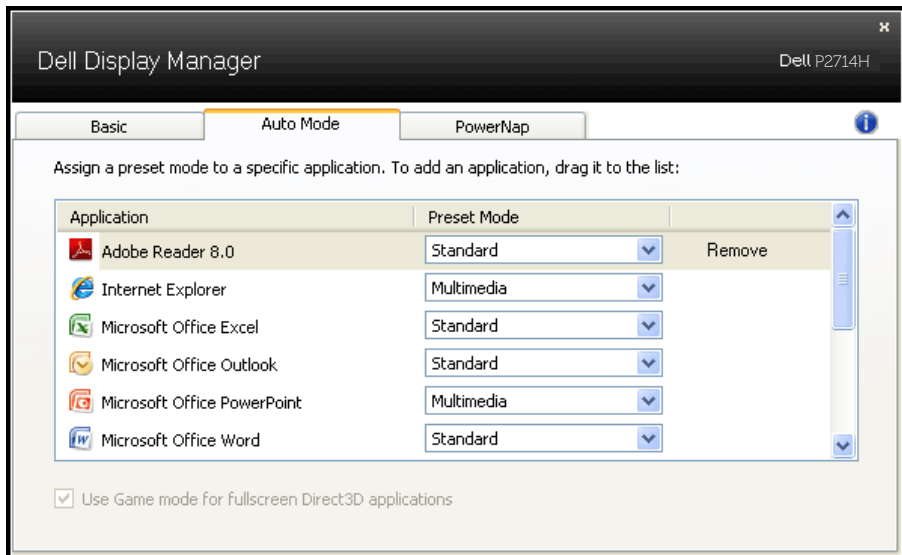 x
Dell Display Manager
Dell P2714H
Basic Auto Mode PowerNap i
Assign a preset mode to a specific application. To add an application, drag it to the list:
Application Preset Mode
Adobe Reader 8.0 Standard Remove
Internet Explorer Multimedia
Microsoft Office Excel Standard
Microsoft Office Outlook Standard
Microsoft Office PowerPoint Multimedia
Microsoft Office Word Standard
Use Game mode for fullscreen Direct3D applications